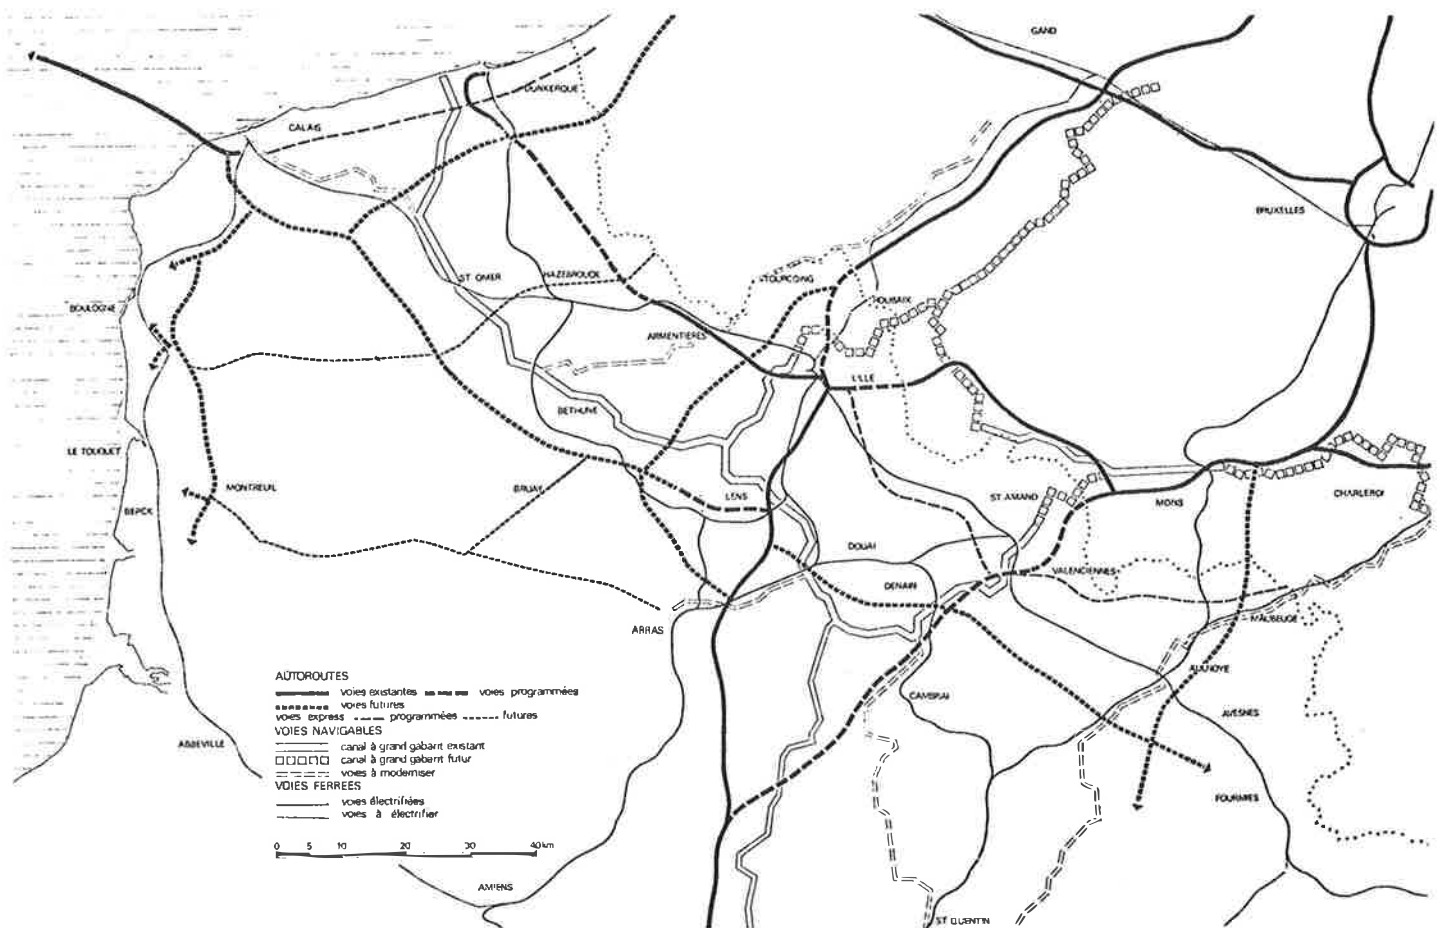 GAND
DUNKERQUE
CALAIS
BRUXELLES
ST OMER
HAZEBROUCK
TOURCOING
ROUBAIX
BOULOGNE
ARMENTIERES
LILLE
BETHUNE
LE TOUQUET
MONTREUIL
BRUAY
LENS
ST AMAND
MONS
CHARLEROI
BERCK
DOUAI
DENAIN
VALENCIENNES
MAUBEUGE
ARRAS
AULNOYE
CAMBRAI
AVESNES
ABBEVILLE
FOURMIES
AUTOROUTES
voies existantes voies programmées
voies futures
voies express programmées futures
VOIES NAVIGABLES
canal à grand gabarit existant
canal à grand gabarit futur
voies à moderniser
VOIES FERREES
voies électrifiées
voies à électrifier
0 5 10 20 30 40 km
AMIENS
ST QUENTIN